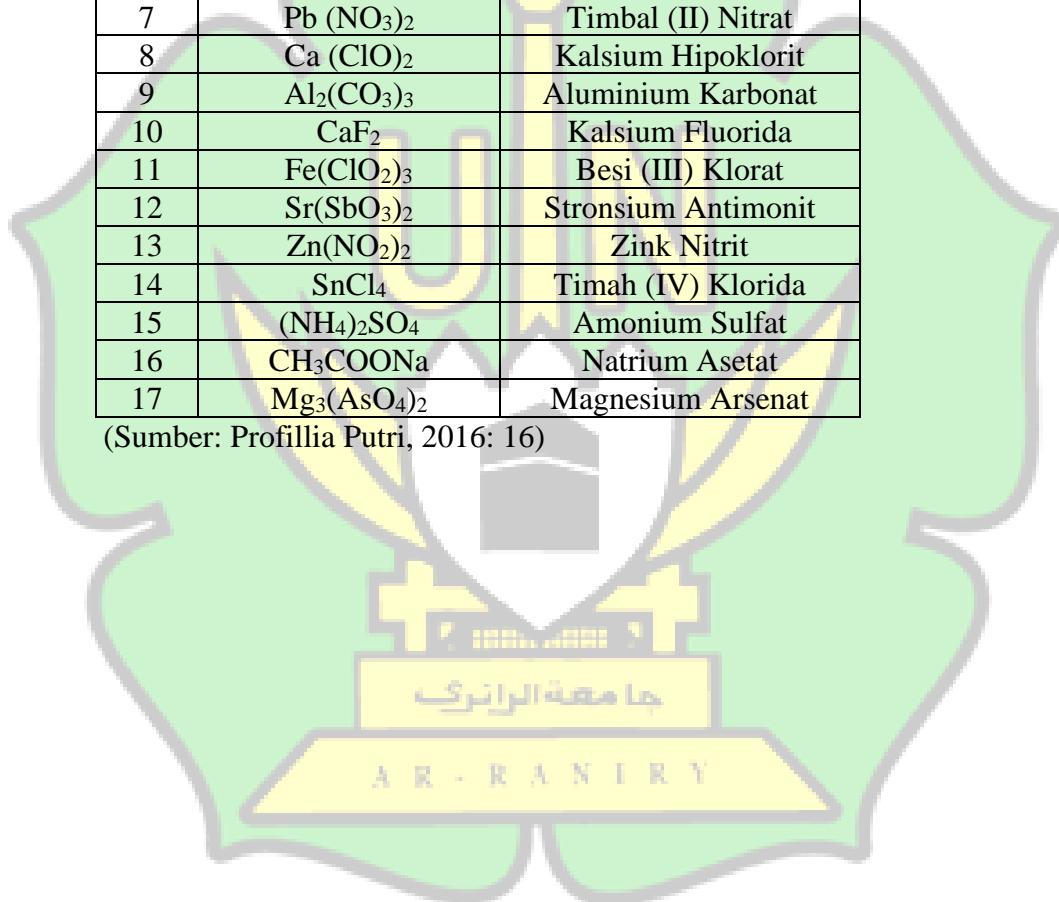 7 Pb (NO₃)₂ Timbal (II) Nitrat
8 Ca (ClO)₂ Kalsium Hipoklorit
9 Al₂(CO₃)₃ Aluminium Karbonat
10 CaF₂ Kalsium Fluorida
11 Fe(ClO₂)₃ Besi (III) Klorat
12 Sr(SbO₃)₂ Stronsium Antimonit
13 Zn(NO₂)₂ Zink Nitrit
14 SnCl₄ Timah (IV) Klorida
15 (NH₄)₂SO₄ Amonium Sulfat
16 CH₃COONa Natrium Asetat
17 Mg₃(AsO₄)₂ Magnesium Arsenat
(Sumber: Profillia Putri, 2016: 16)
UIN
جامعة الرانري
AR-RANIRY